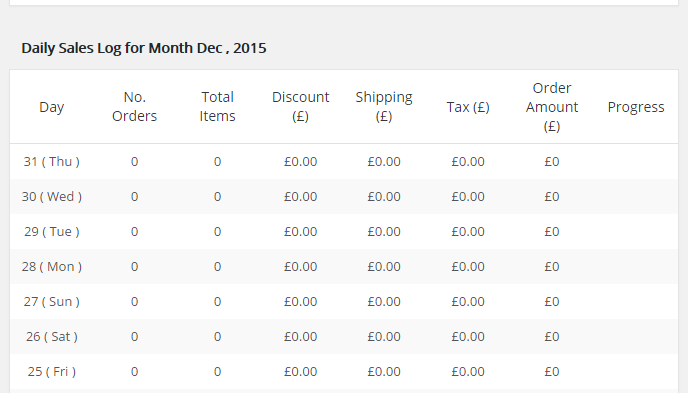 Daily Sales Log for Month Dec , 2015
Day No. Orders Total Items Discount (£) Shipping (£) Tax (£) Order Amount (£) Progress
31 ( Thu ) 0 0 £0.00 £0.00 £0.00 £0
30 ( Wed ) 0 0 £0.00 £0.00 £0.00 £0
29 ( Tue ) 0 0 £0.00 £0.00 £0.00 £0
28 ( Mon ) 0 0 £0.00 £0.00 £0.00 £0
27 ( Sun ) 0 0 £0.00 £0.00 £0.00 £0
26 ( Sat ) 0 0 £0.00 £0.00 £0.00 £0
25 ( Fri ) 0 0 £0.00 £0.00 £0.00 £0